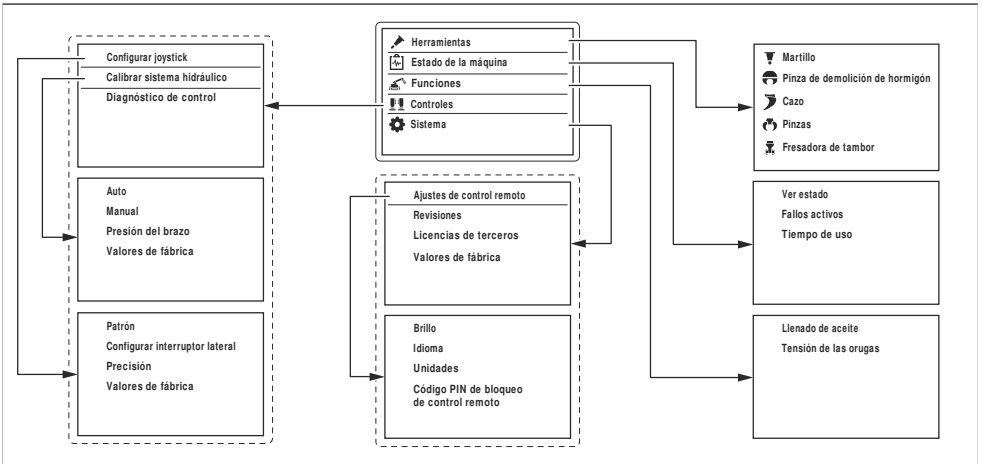 Configurar joystick
Calibrar sistema hidráulico
Diagnóstico de control
Auto
Manual
Presión del brazo
Valores de fábrica
Patrón
Configurar interruptor lateral
Precisión
Valores de fábrica
Herramientas
Estado de la máquina
Funciones
Controles
Sistema
Ajustes de control remoto
Revisiones
Licencias de terceros
Valores de fábrica
Brillo
Idioma
Unidades
Código PIN de bloqueo
de control remoto
Martillo
Pinza de demolición de hormigón
Cazo
Pinzas
Fresadora de tambor
Ver estado
Fallos activos
Tiempo de uso
Llenado de aceite
Tensión de las orugas